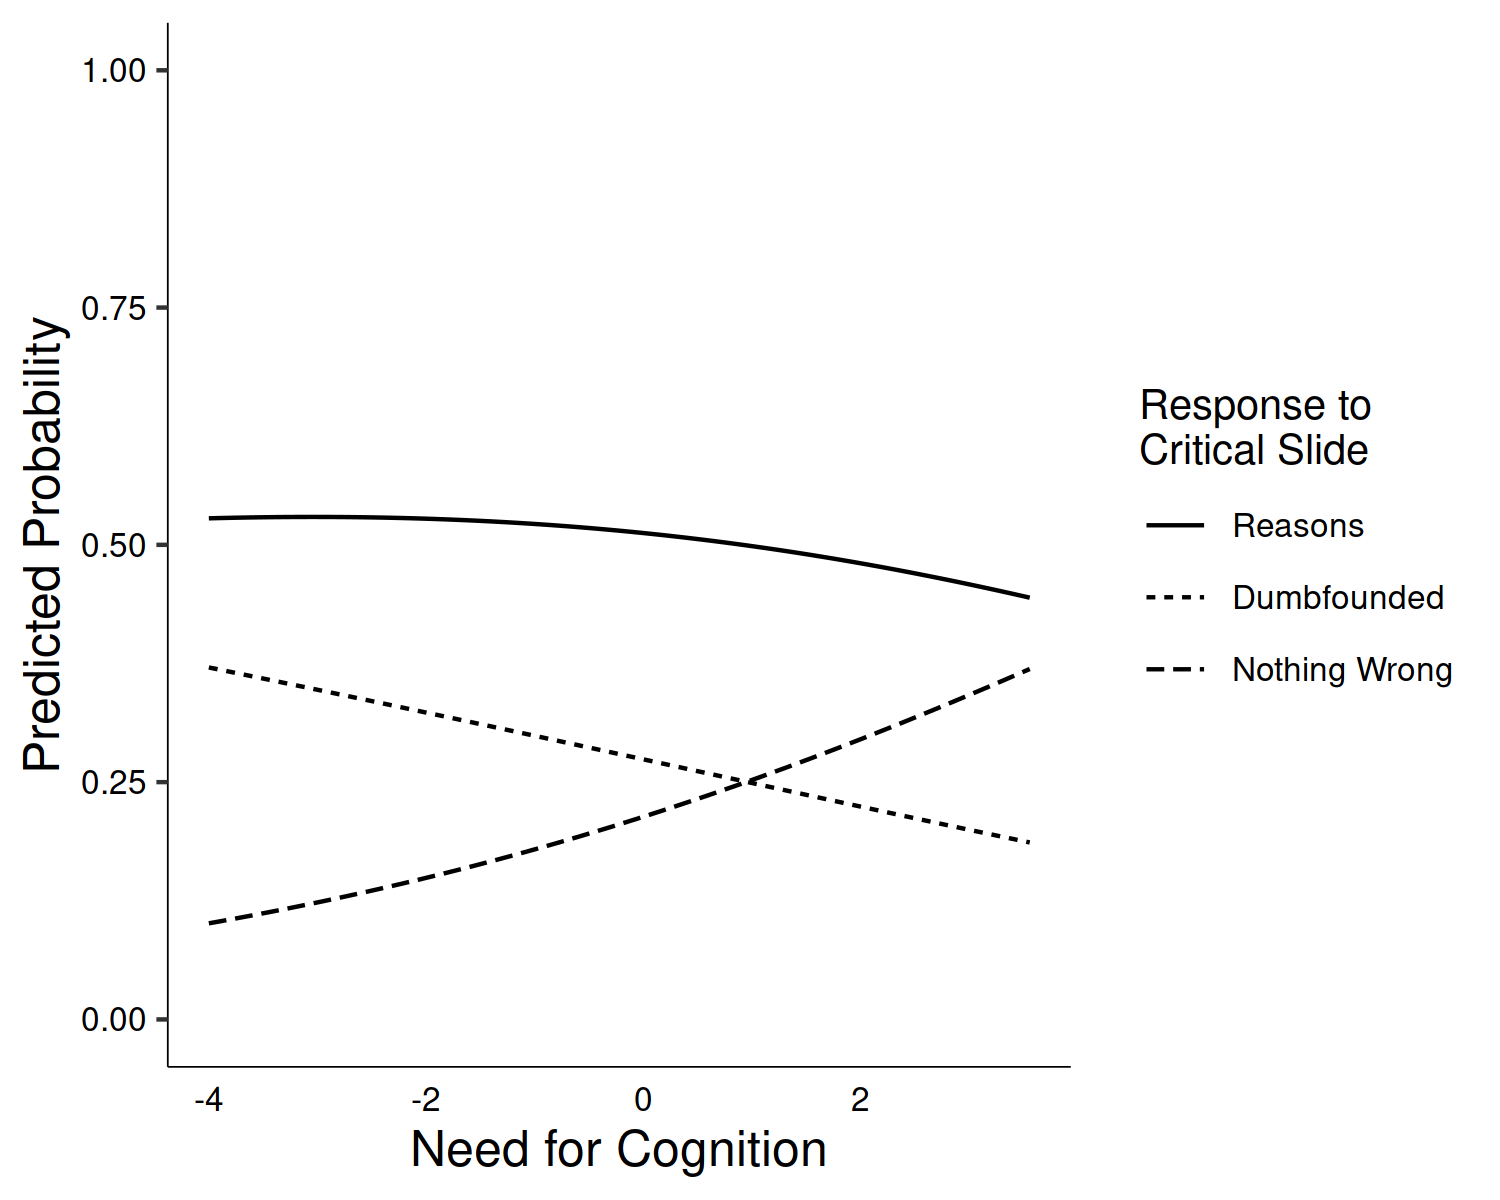 1.00
0.75
0.50
0.25
0.00
Predicted Probability
-4
-2
0
2
Need for Cognition
Response to
Critical Slide
Reasons
Dumbfounded
Nothing Wrong